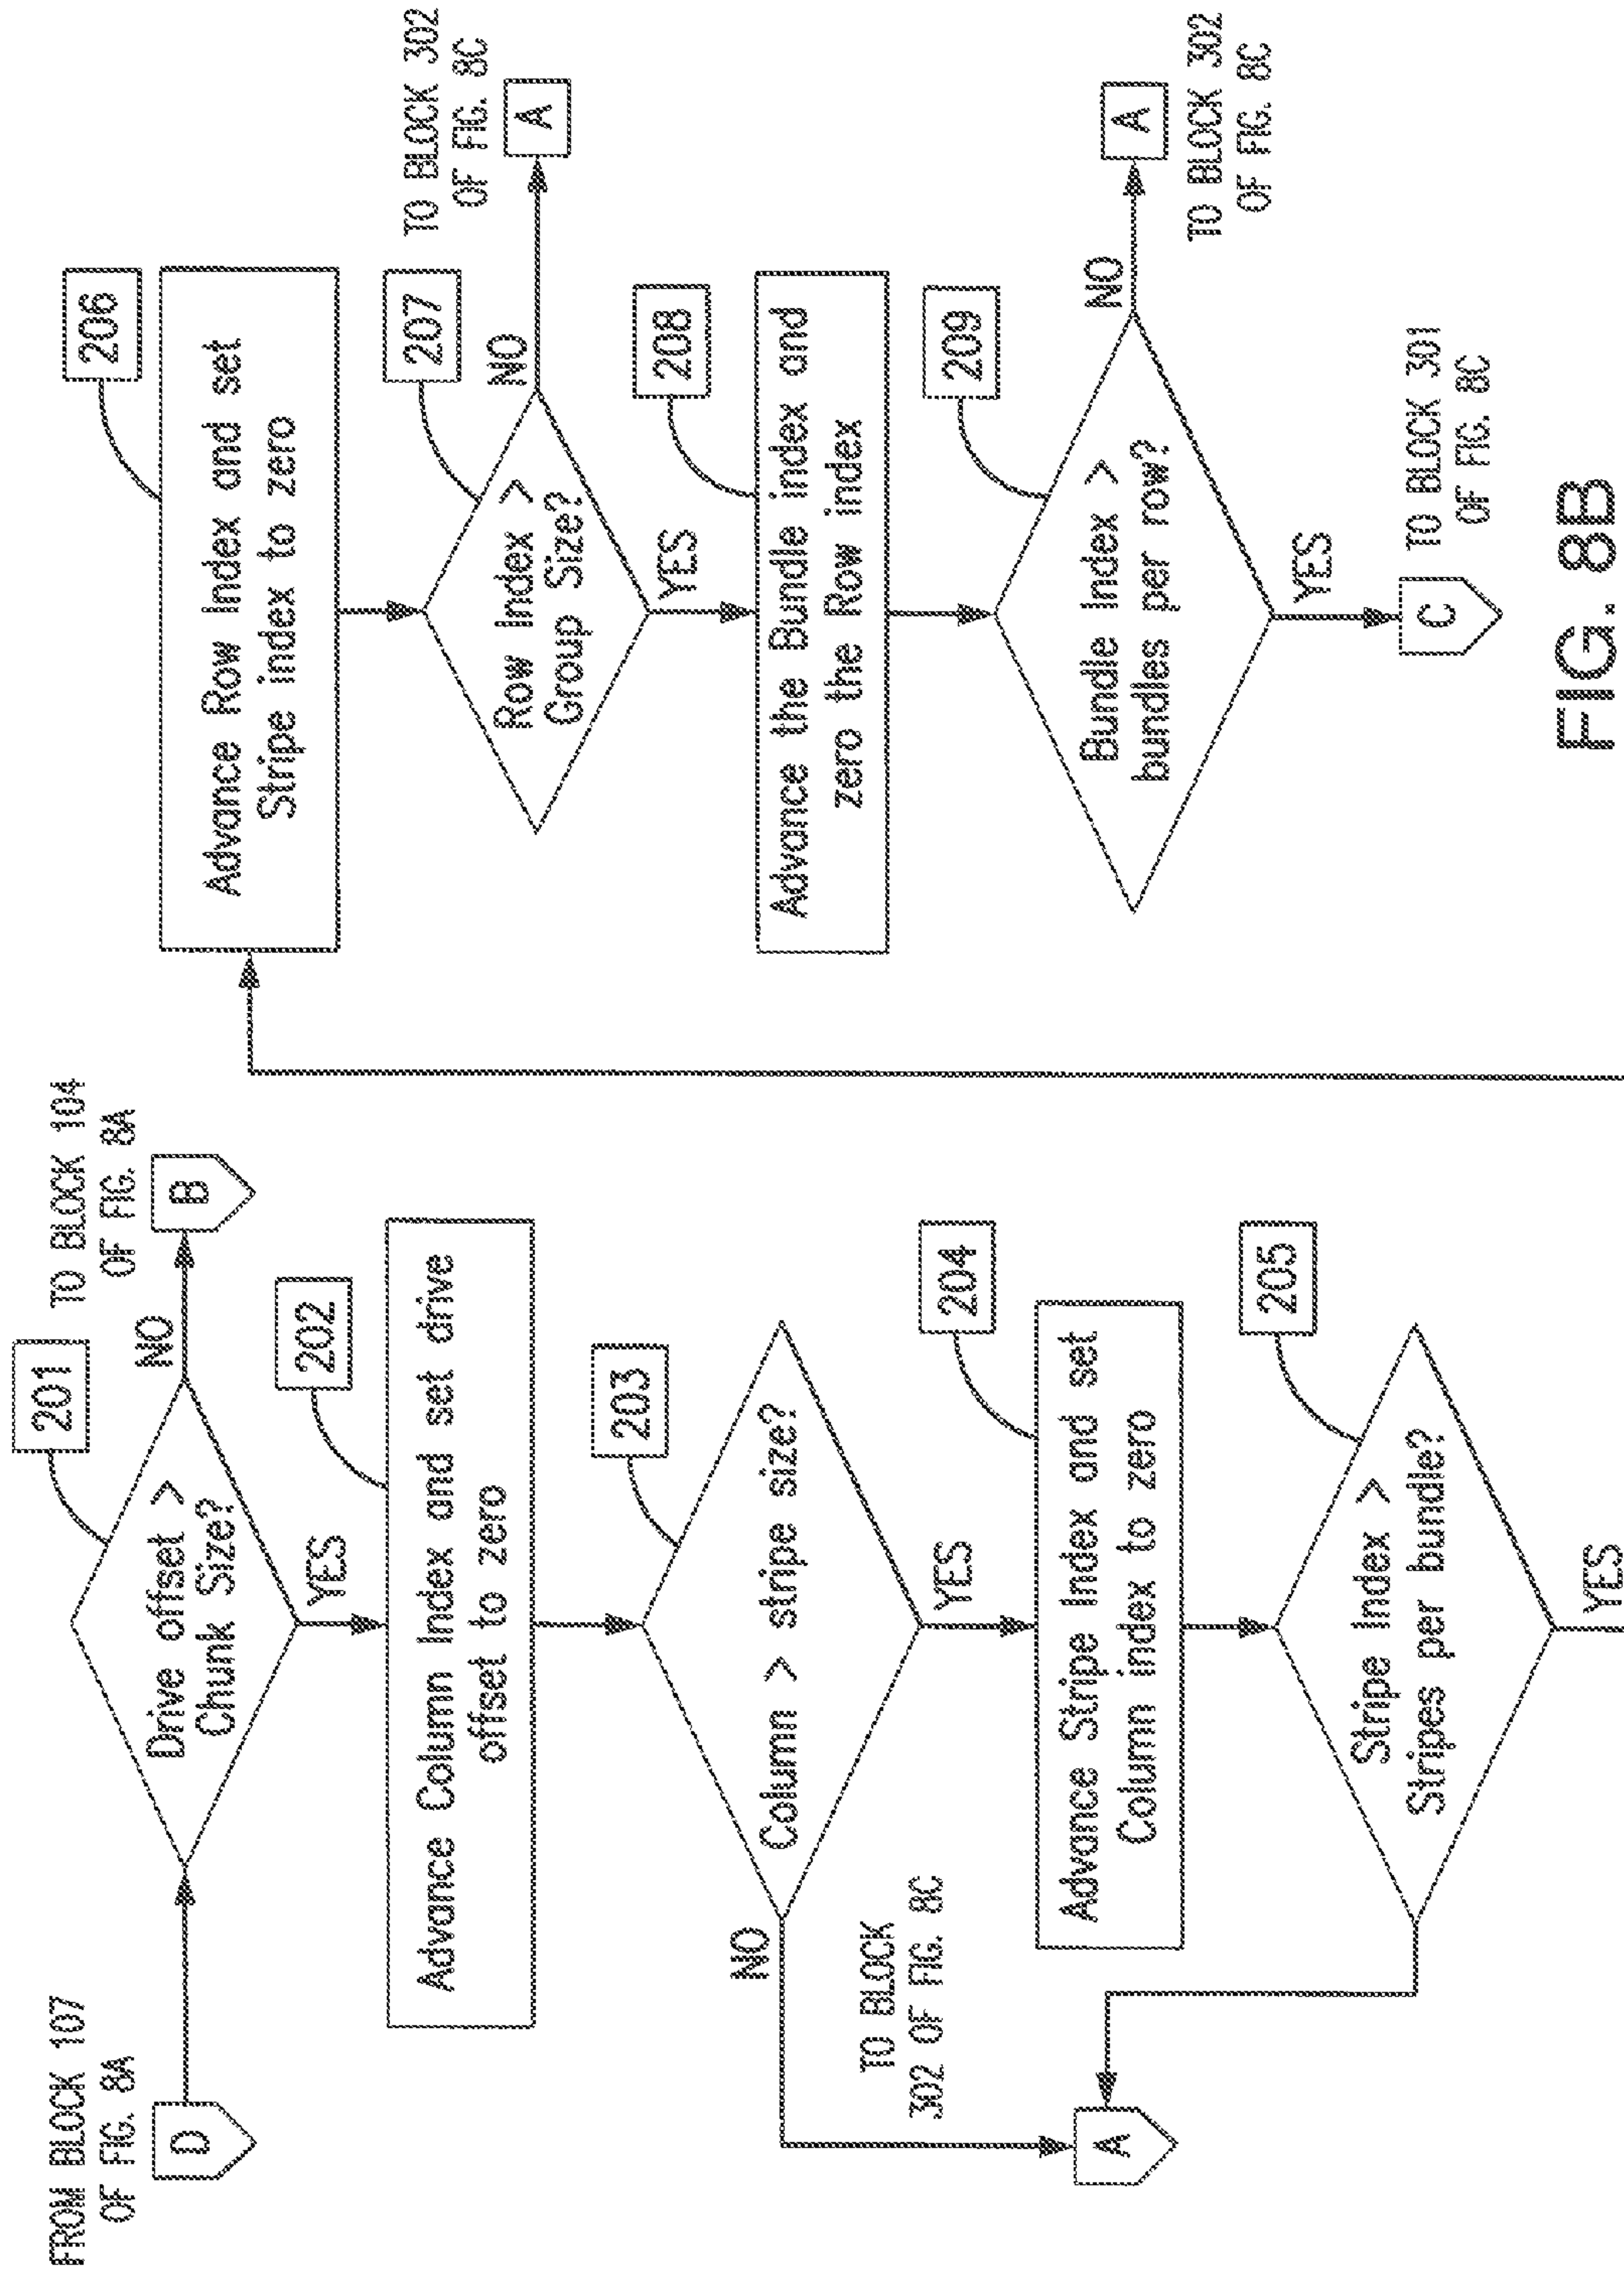 FROM BLOCK 107
OF FIG. 8A
D
Drive offset >
Chunk Size?
201
NO
TO BLOCK 104
OF FIG. 8A
B
YES
202
Advance Column Index and set drive
offset to zero
203
Column > stripe size?
NO
TO BLOCK
302 OF FIG. 8C
A
YES
204
Advance Stripe Index and set
Column index to zero
205
Stripe Index >
Stripes per bundle?
YES
206
Advance Row Index and set
Stripe index to zero
207
Row Index >
Group Size?
NO
TO BLOCK 302
OF FIG. 8C
A
YES
208
Advance the Bundle index and
zero the Row index
209
Bundle Index >
bundles per row?
NO
A
TO BLOCK 302
OF FIG. 8C
YES
C
TO BLOCK 301
OF FIG. 8C
FIG. 8B